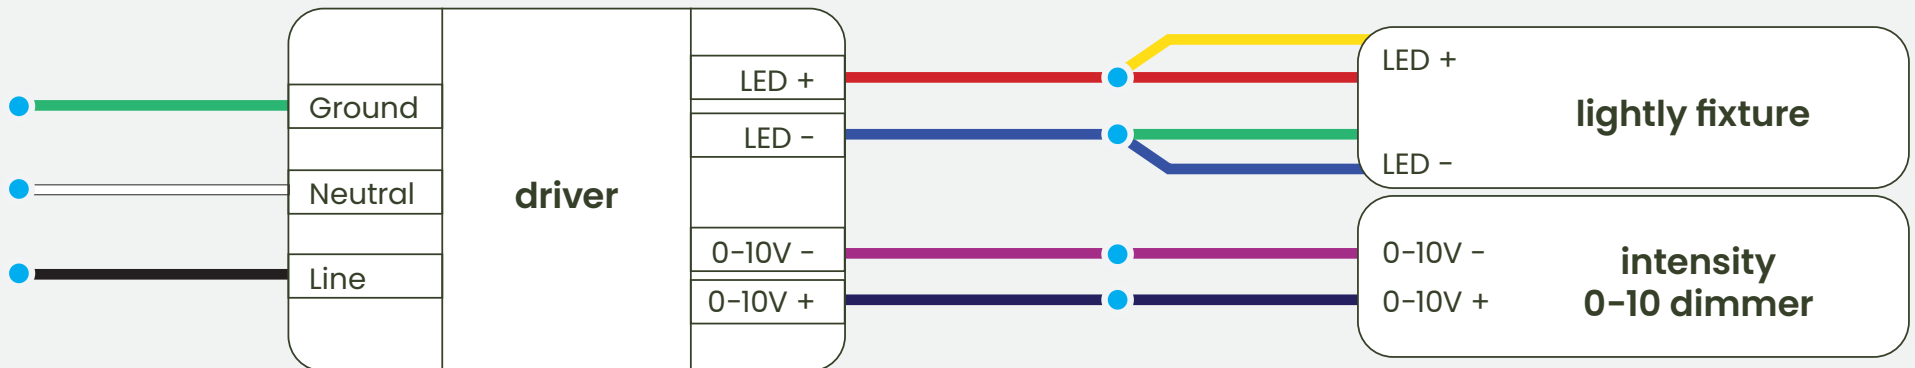 Ground
Neutral
Line
driver
LED +
LED -
0-10V -
0-10V +
LED +
LED -
lightly fixture
0-10V -
0-10V +
intensity
0-10 dimmer